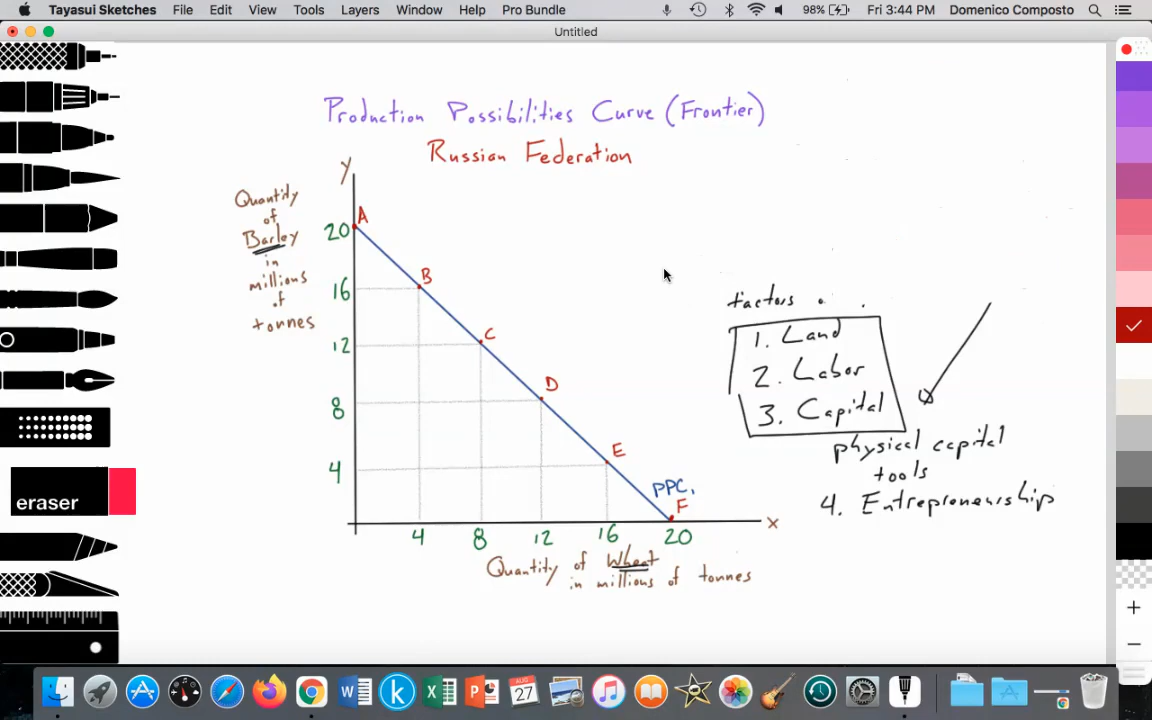 Tayasui Sketches File Edit View Tools Layers Window Help Pro Bundle 98% Fri 3:44 PM Domenico Composto
Untitled
Production Possibilities Curve (Frontier)
Russian Federation
y
Quantity
of
Barley
in
millions
of
tonnes
20
16
12
8
4
A
B
C
D
E
PPC1
F
x
4 8 12 16 20
Quantity of Wheat
in millions of tonnes
factors
1. Land
2. Labor
3. Capital
physical capital
tools
4. Entrepreneurship
eraser
AUG
27